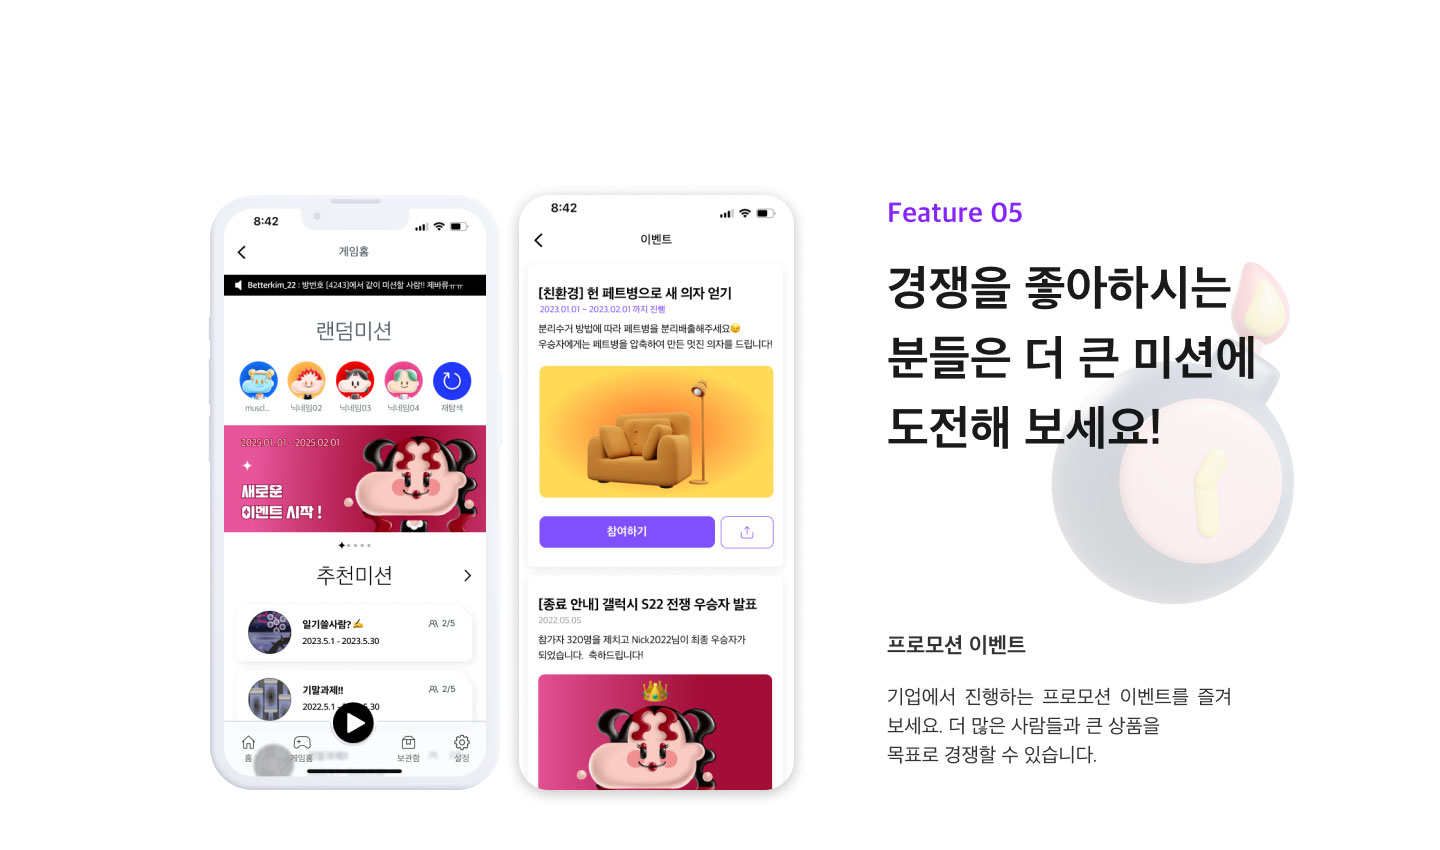 8:42
게임홈
Betterkim_22 : 방번호 [4243]에서 같이 미션할 사람!! 제바류ㅠㅠ
랜덤미션
muscl...
닉네임02
닉네임03
닉네임04
재탐색
2025.01.01 - 2025.02.01
새로운
이벤트 시작 !
추천미션
일기쓸사람?✍️
2/5
2023.5.1 - 2023.5.30
기말과제!!
2/5
2022.5.1
5.30
홈
게임홈
보관함
설정
8:42
이벤트
[친환경] 헌 페트병으로 새 의자 얻기
2023.01.01 ~ 2023.02.01 까지 진행
분리수거 방법에 따라 페트병을 분리배출해주세요😉
우승자에게는 페트병을 압축하여 만든 멋진 의자를 드립니다!
참여하기
[종료 안내] 갤럭시 S22 전쟁 우승자 발표
2022.05.05
참가자 320명을 제치고 Nick2022님이 최종 우승자가
되었습니다. 축하드립니다!
Feature 05
경쟁을 좋아하시는
분들은 더 큰 미션에
도전해 보세요!
프로모션 이벤트
기업에서 진행하는 프로모션 이벤트를 즐겨
보세요. 더 많은 사람들과 큰 상품을
목표로 경쟁할 수 있습니다.